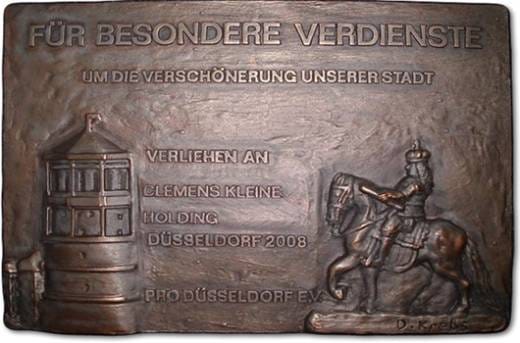 FÜR BESONDERE VERDIENSTE
UM DIE VERSCHÖNERUNG UNSERER STADT
VERLIEHEN AN
CLEMENS KLEINE
HOLDING
DÜSSELDORF 2008
PRO DÜSSELDORF E.V.
D. Krebs